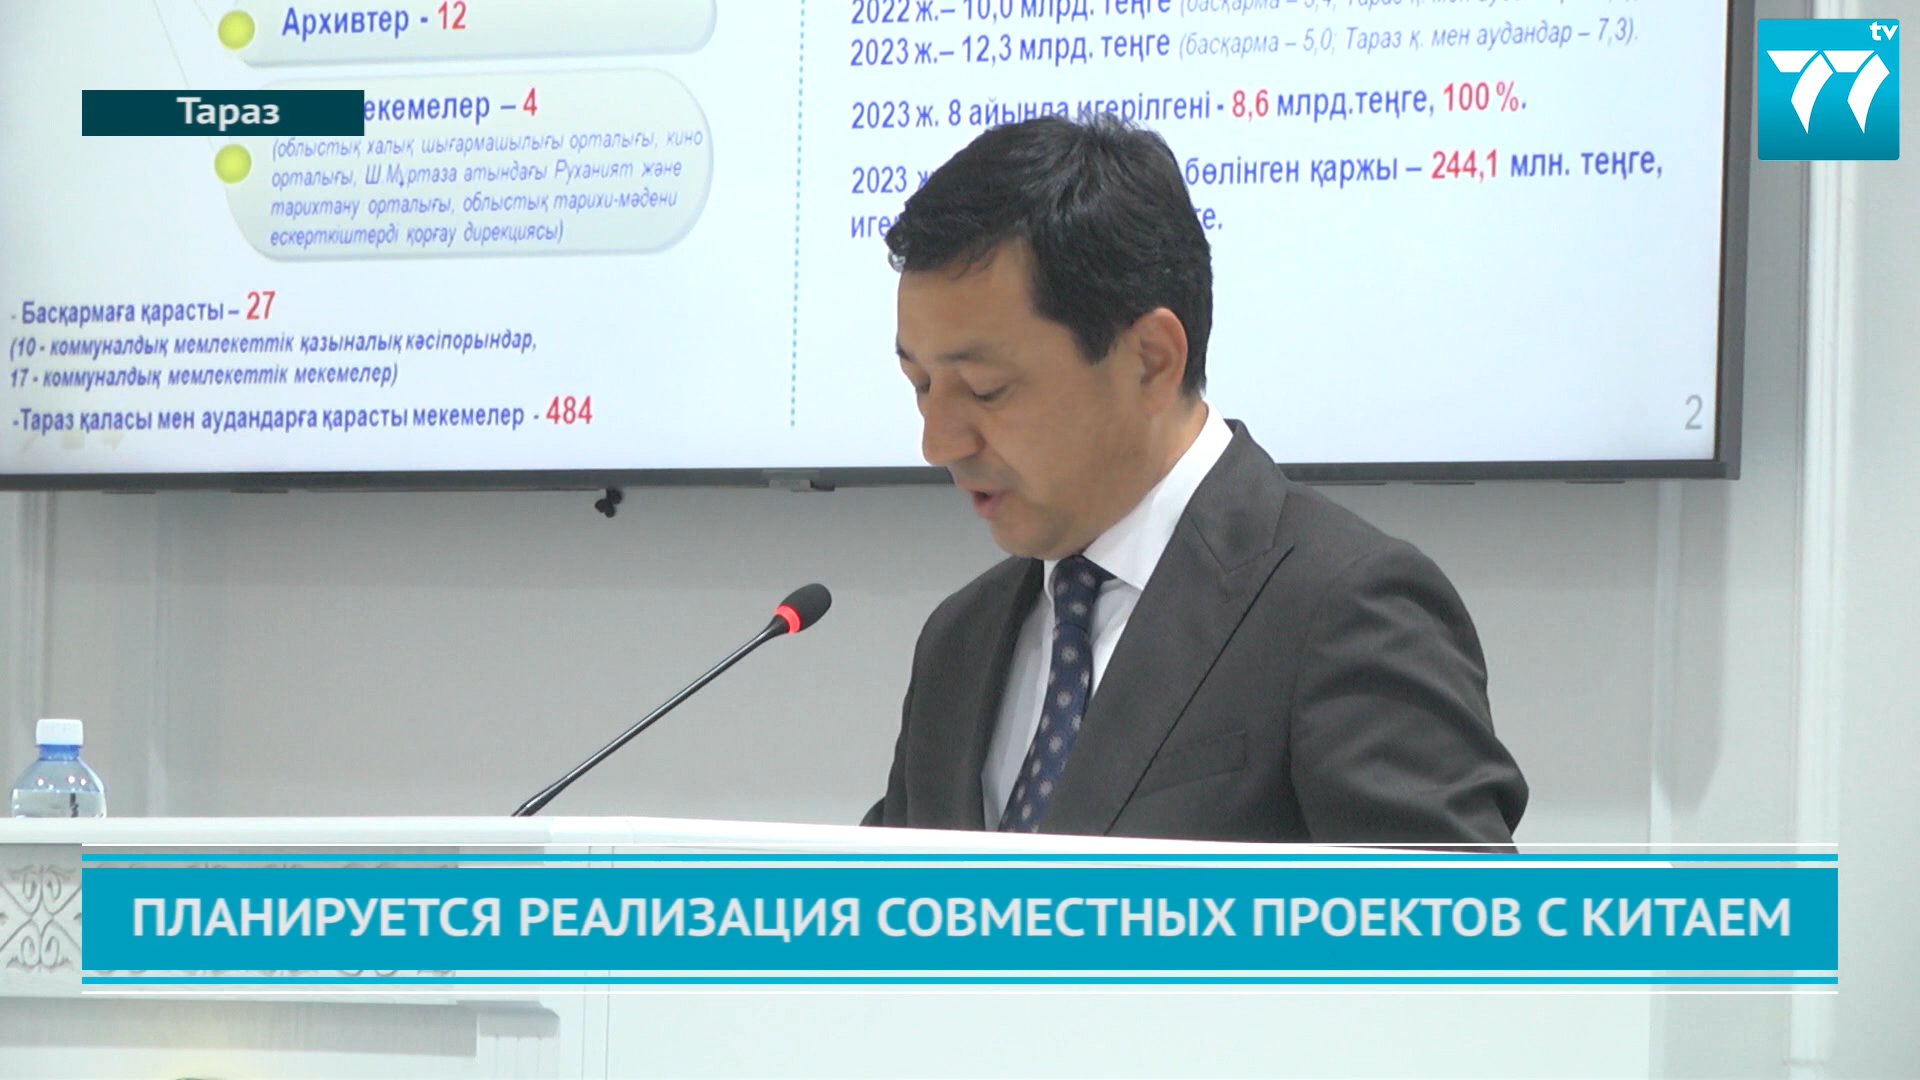 Архивтер - 12
екемелер – 4
(облыстық халық шығармашылығы орталығы, кино
орталығы, Ш.Мұртаза атындағы Руханият және
тарихтану орталығы, облыстық тарихи-мәдени
ескерткіштерді қорғау дирекциясы)
- Басқармаға қарасты – 27
(10 - коммуналдық мемлекеттік қазыналық кәсіпорындар,
17 - коммуналдық мемлекеттік мекемелер)
-Тараз қаласы мен аудандарға қарасты мекемелер - 484
2022 ж.– 10,0 млрд. теңге
2023 ж.– 12,3 млрд. теңге (басқарма – 5,0; Тараз қ. мен аудандар – 7,3).
2023 ж. 8 айында игерілгені - 8,6 млрд.теңге, 100 %.
2023 бөлінген қаржы – 244,1 млн. теңге,
2
Тараз
77 tv
ПЛАНИРУЕТСЯ РЕАЛИЗАЦИЯ СОВМЕСТНЫХ ПРОЕКТОВ С КИТАЕМ